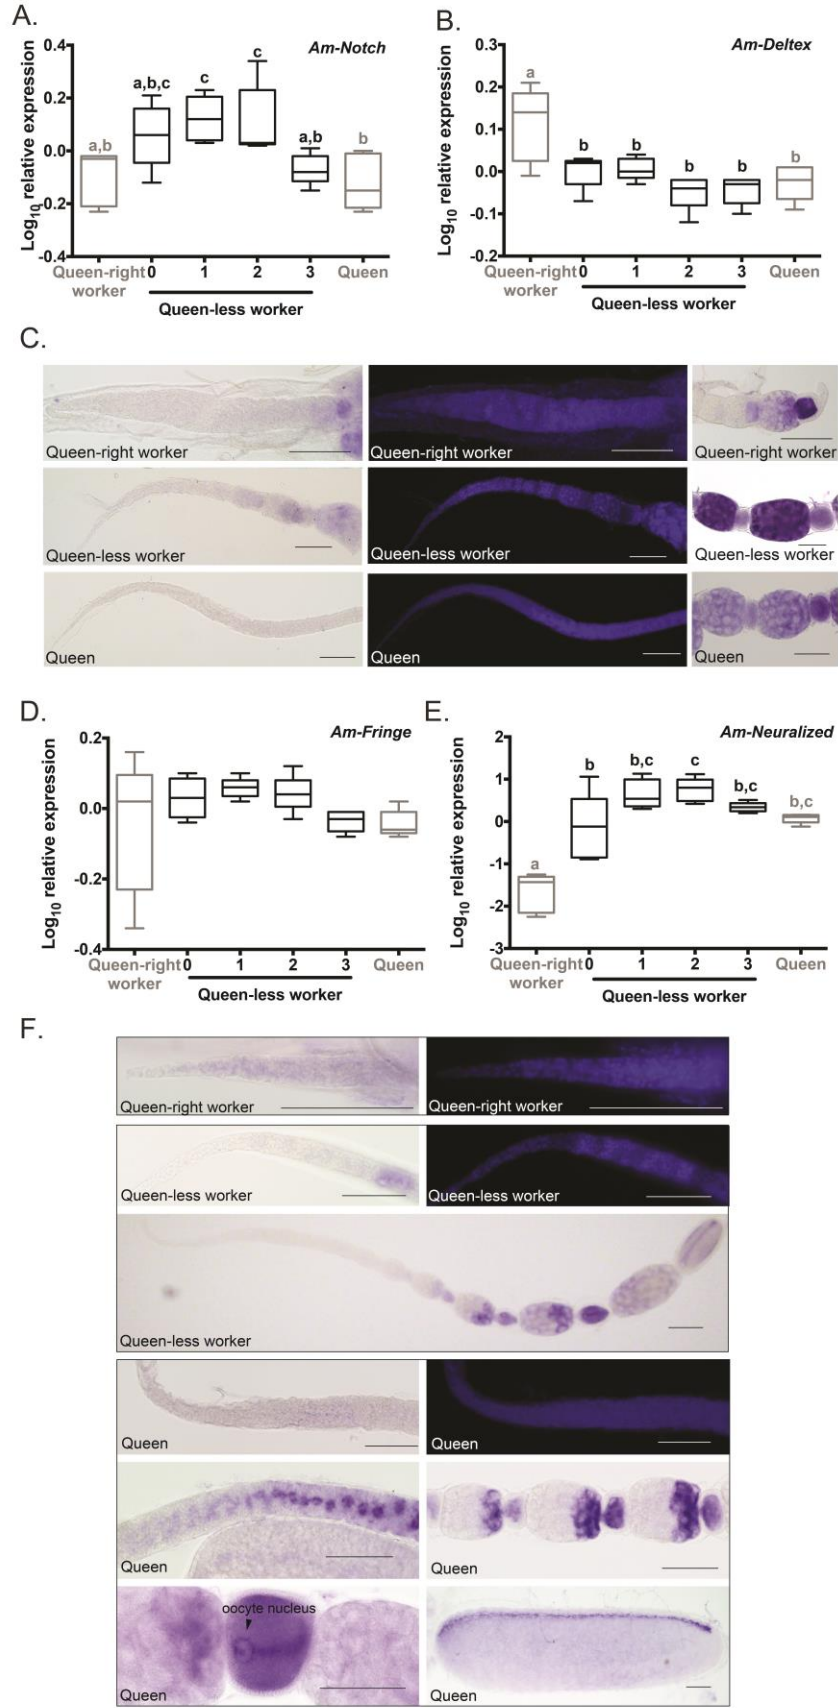 A.
Am-Notch
Log10 relative expression
0.4
0.2
0.0
-0.2
-0.4
a,b
a,b,c
c
c
a,b
b
Queen-right worker
0
1
2
3
Queen
Queen-less worker
B.
Am-Deltex
Log10 relative expression
0.3
0.2
0.1
0.0
-0.1
-0.2
a
b
b
b
b
b
Queen-right worker
0
1
2
3
Queen
Queen-less worker
C.
Queen-right worker
Queen-right worker
Queen-right worker
Queen-less worker
Queen-less worker
Queen-less worker
Queen
Queen
Queen
D.
Am-Fringe
Log10 relative expression
0.2
0.0
-0.2
-0.4
Queen-right worker
0
1
2
3
Queen
Queen-less worker
E.
Am-Neuralized
Log10 relative expression
2
1
0
-1
-2
-3
a
b
b,c
c
b,c
b,c
Queen-right worker
0
1
2
3
Queen
Queen-less worker
F.
Queen-right worker
Queen-right worker
Queen-less worker
Queen-less worker
Queen-less worker
Queen
Queen
Queen
Queen
oocyte nucleus
Queen
Queen